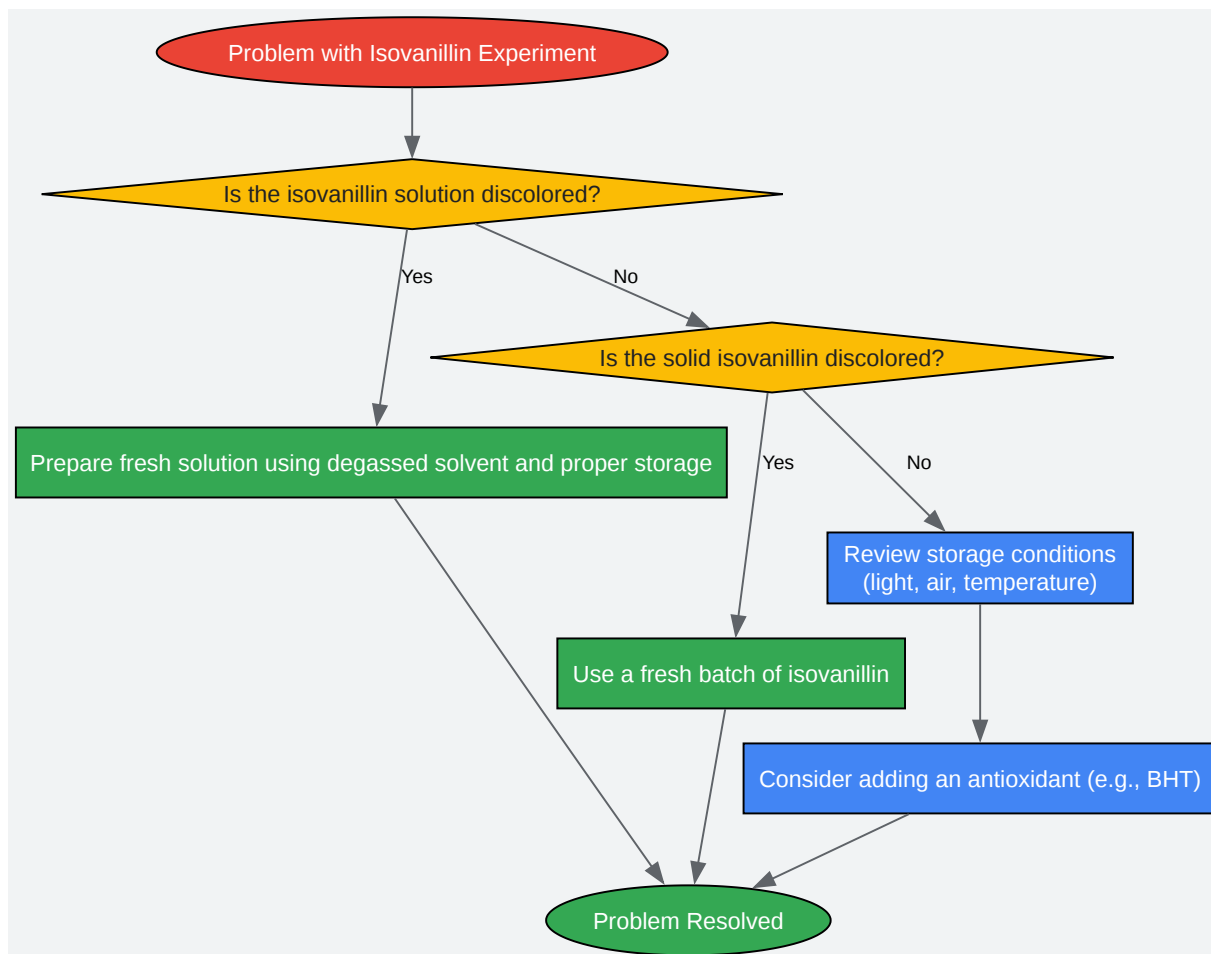 Problem with Isovanillin Experiment
Is the isovanillin solution discolored?
Yes
No
Is the solid isovanillin discolored?
Prepare fresh solution using degassed solvent and proper storage
Yes
No
Review storage conditions
(light, air, temperature)
Use a fresh batch of isovanillin
Consider adding an antioxidant (e.g., BHT)
Problem Resolved